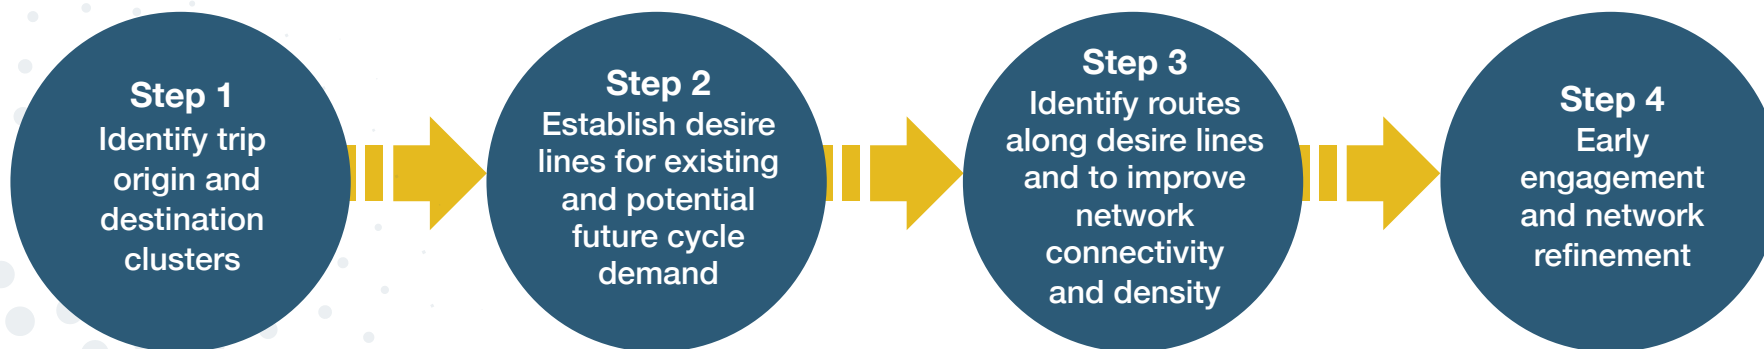 Step 1
Identify trip
origin and
destination
clusters
Step 2
Establish desire
lines for existing
and potential
future cycle
demand
Step 3
Identify routes
along desire lines
and to improve
network
connectivity
and density
Step 4
Early
engagement
and network
refinement